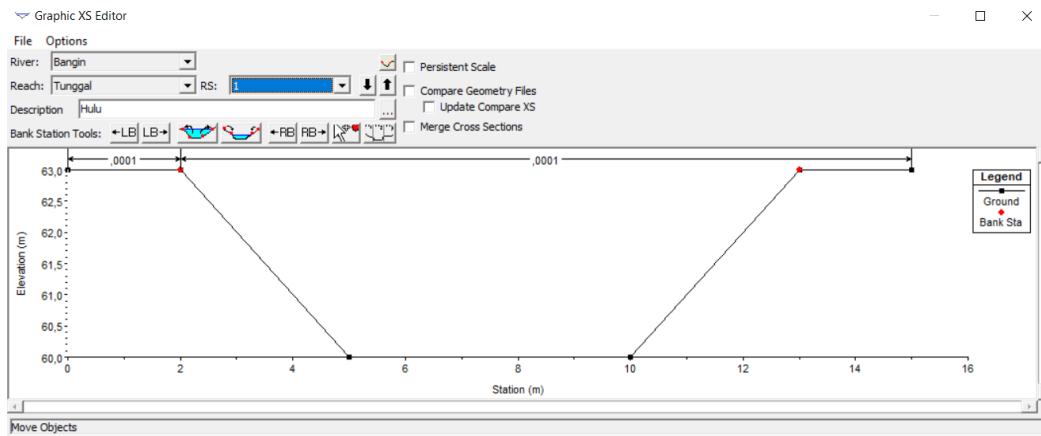 Graphic XS Editor
File Options
River: Bangin
Reach: Tunggal RS: 1
Description Hulu ...
Bank Station Tools: LB LB RB RB
Persistent Scale
Compare Geometry Files
Update Compare XS
Merge Cross Sections
,0001 ,0001
63,0
62,5
62,0
61,5
61,0
60,5
60,0
Elevation (m)
0 2 4 6 8 10 12 14 16
Station (m)
Legend
Ground
Bank Sta
Move Objects